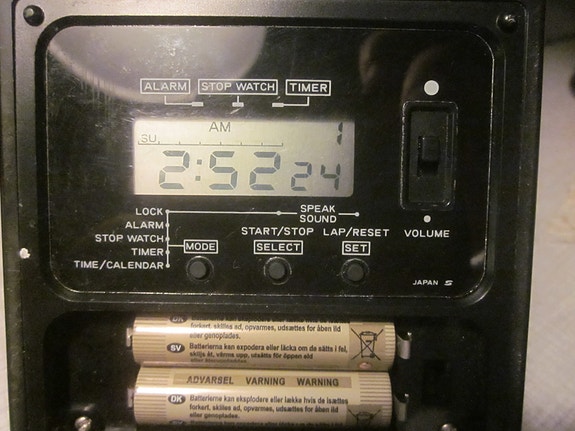 ALARM STOP WATCH TIMER
AM 1
SU
2:52 24
LOCK SPEAK
SOUND
ALARM
STOP WATCH START/STOP LAP/RESET VOLUME
TIMER MODE SELECT SET
TIME/CALENDAR
JAPAN S
DK forkert, skilles ad, opvarmes, udsættes for åben ild
eller genoplades.
SV Batterierna kan explodera eller läcka om de sätts i fel,
skiljs åt, värms upp, utsätts för öppen eld
ADVARSEL VARNING WARNING
DK Batterierne kan eksplodere eller lække hvis de isættes
forkert, skilles ad, opvarmes, udsættes for åben ild
eller genoplades.